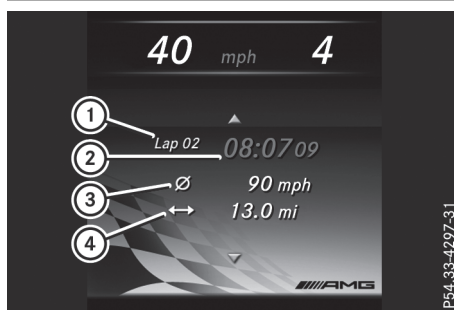 40 mph 4
1
Lap 02 08:07 09
2
3
Ø 90 mph
↔ 13.0 mi
4
AMG
P54.33-4297-31